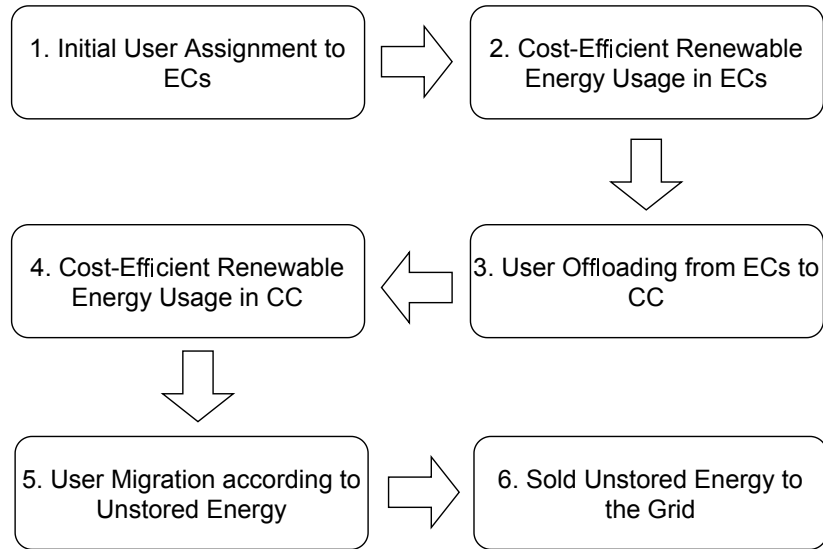 1. Initial User Assignment to
ECs
2. Cost-Efficient Renewable
Energy Usage in ECs
3. User Offloading from ECs to
CC
4. Cost-Efficient Renewable
Energy Usage in CC
5. User Migration according to
Unstored Energy
6. Sold Unstored Energy to
the Grid